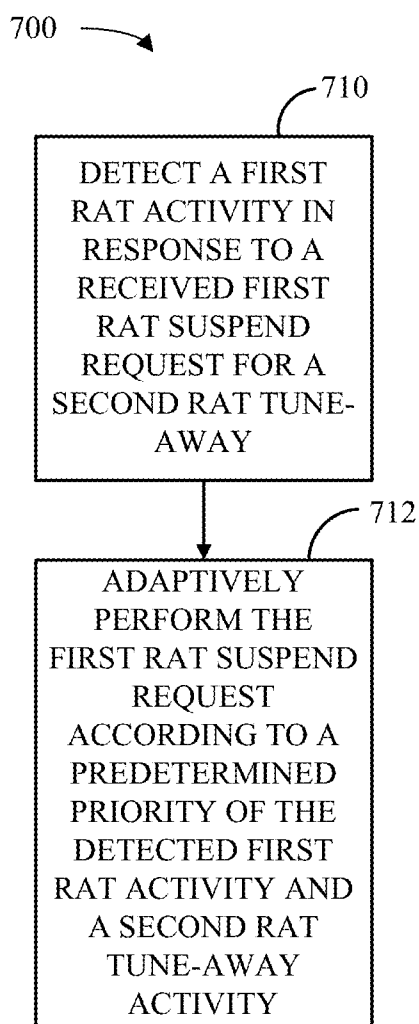 700
710
DETECT A FIRST
RAT ACTIVITY IN
RESPONSE TO A
RECEIVED FIRST
RAT SUSPEND
REQUEST FOR A
SECOND RAT TUNE-
AWAY
712
ADAPTIVELY
PERFORM THE
FIRST RAT SUSPEND
REQUEST
ACCORDING TO A
PREDETERMINED
PRIORITY OF THE
DETECTED FIRST
RAT ACTIVITY AND
A SECOND RAT
TUNE-AWAY
ACTIVITY